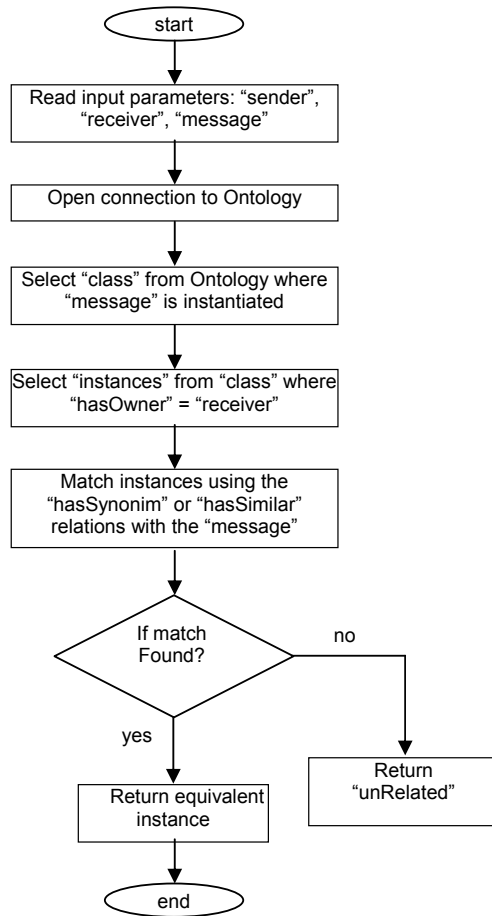 start
Read input parameters: “sender”,
“receiver”, “message”
Open connection to Ontology
Select “class” from Ontology where
“message” is instantiated
Select “instances” from “class” where
“hasOwner” = “receiver”
Match instances using the
“hasSynonim” or “hasSimilar”
relations with the “message”
If match
Found?
no
yes
Return
“unRelated”
Return equivalent
instance
end